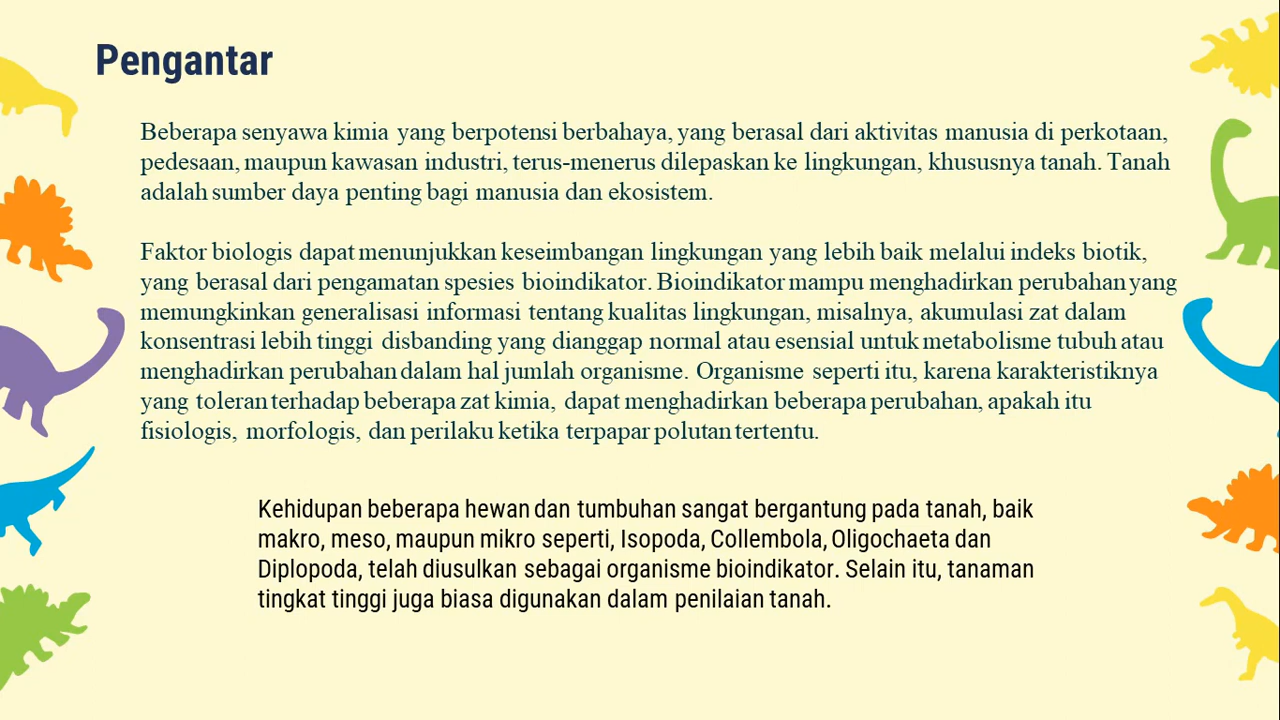 Pengantar
Beberapa senyawa kimia yang berpotensi berbahaya, yang berasal dari aktivitas manusia di perkotaan,
pedesaan, maupun kawasan industri, terus-menerus dilepaskan ke lingkungan, khususnya tanah. Tanah
adalah sumber daya penting bagi manusia dan ekosistem.
Faktor biologis dapat menunjukkan keseimbangan lingkungan yang lebih baik melalui indeks biotik,
yang berasal dari pengamatan spesies bioindikator. Bioindikator mampu menghadirkan perubahan yang
memungkinkan generalisasi informasi tentang kualitas lingkungan, misalnya, akumulasi zat dalam
konsentrasi lebih tinggi disbanding yang dianggap normal atau esensial untuk metabolisme tubuh atau
menghadirkan perubahan dalam hal jumlah organisme. Organisme seperti itu, karena karakteristiknya
yang toleran terhadap beberapa zat kimia, dapat menghadirkan beberapa perubahan, apakah itu
fisiologis, morfologis, dan perilaku ketika terpapar polutan tertentu.
Kehidupan beberapa hewan dan tumbuhan sangat bergantung pada tanah, baik
makro, meso, maupun mikro seperti, Isopoda, Collembola, Oligochaeta dan
Diplopoda, telah diusulkan sebagai organisme bioindikator. Selain itu, tanaman
tingkat tinggi juga biasa digunakan dalam penilaian tanah.